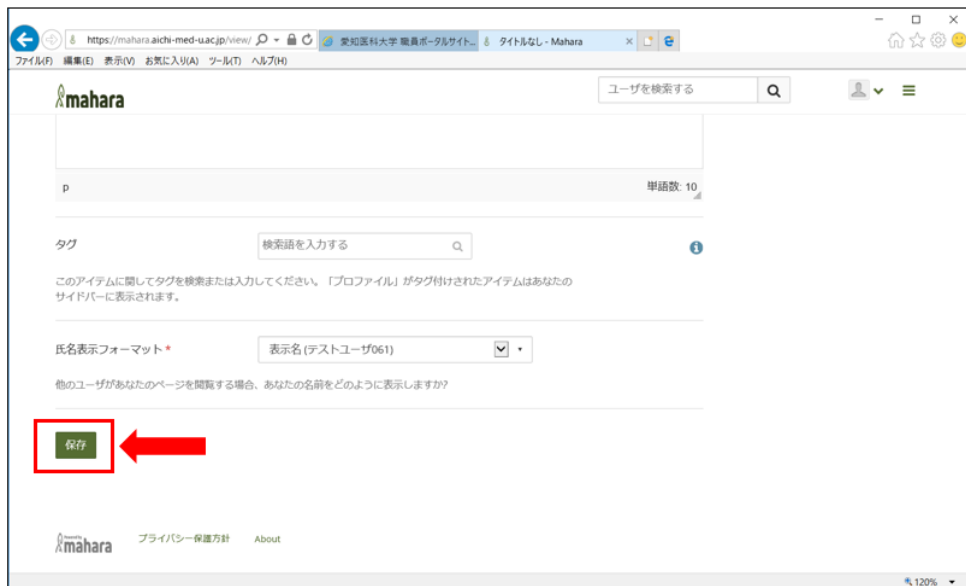 https://mahara.aichi-med-u.ac.jp/view/
愛知医科大学 職員ポータルサイト...
タイトルなし - Mahara
ファイル(F) 編集(E) 表示(V) お気に入り(A) ツール(T) ヘルプ(H)
mahara
ユーザを検索する
p
単語数: 10
タグ
検索語を入力する
このアイテムに関してタグを検索または入力してください。「プロファイル」がタグ付けされたアイテムはあなたの
サイドバーに表示されます。
氏名表示フォーマット *
表示名 (テストユーザ061)
他のユーザがあなたのページを閲覧する場合、あなたの名前をどのように表示しますか?
保存
mahara
プライバシー保護方針 About
120%